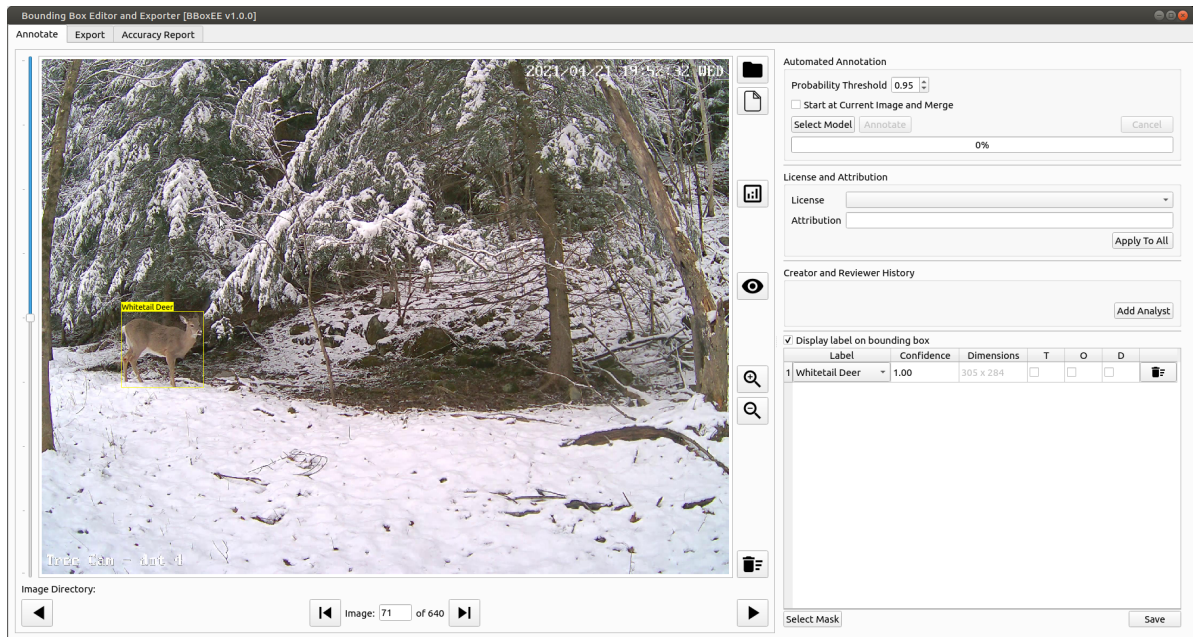 Bounding Box Editor and Exporter [BBoxEE v1.0.0]
Annotate Export Accuracy Report
2021/04/21 19:52:32 WED
Whitetail Deer
Image Directory:
Image: 71 of 640
Automated Annotation
Probability Threshold 0.95
Start at Current Image and Merge
Select Model Annotate Cancel
0%
License and Attribution
License
Attribution
Apply To All
Creator and Reviewer History
Add Analyst
Display label on bounding box
Label Confidence Dimensions T O D
1 Whitetail Deer 1.00 305 x 284
Select Mask Save